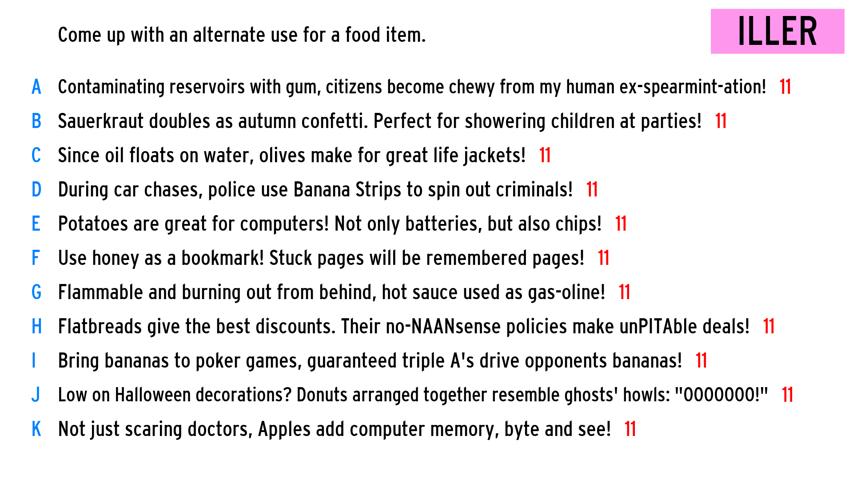 Come up with an alternate use for a food item.
ILLER
A Contaminating reservoirs with gum, citizens become chewy from my human ex-spearmint-ation! 11
B Sauerkraut doubles as autumn confetti. Perfect for showering children at parties! 11
C Since oil floats on water, olives make for great life jackets! 11
D During car chases, police use Banana Strips to spin out criminals! 11
E Potatoes are great for computers! Not only batteries, but also chips! 11
F Use honey as a bookmark! Stuck pages will be remembered pages! 11
G Flammable and burning out from behind, hot sauce used as gas-oline! 11
H Flatbreads give the best discounts. Their no-NAANsense policies make unPITAble deals! 11
I Bring bananas to poker games, guaranteed triple A's drive opponents bananas! 11
J Low on Halloween decorations? Donuts arranged together resemble ghosts' howls: "OOOOOOO!" 11
K Not just scaring doctors, Apples add computer memory, byte and see! 11